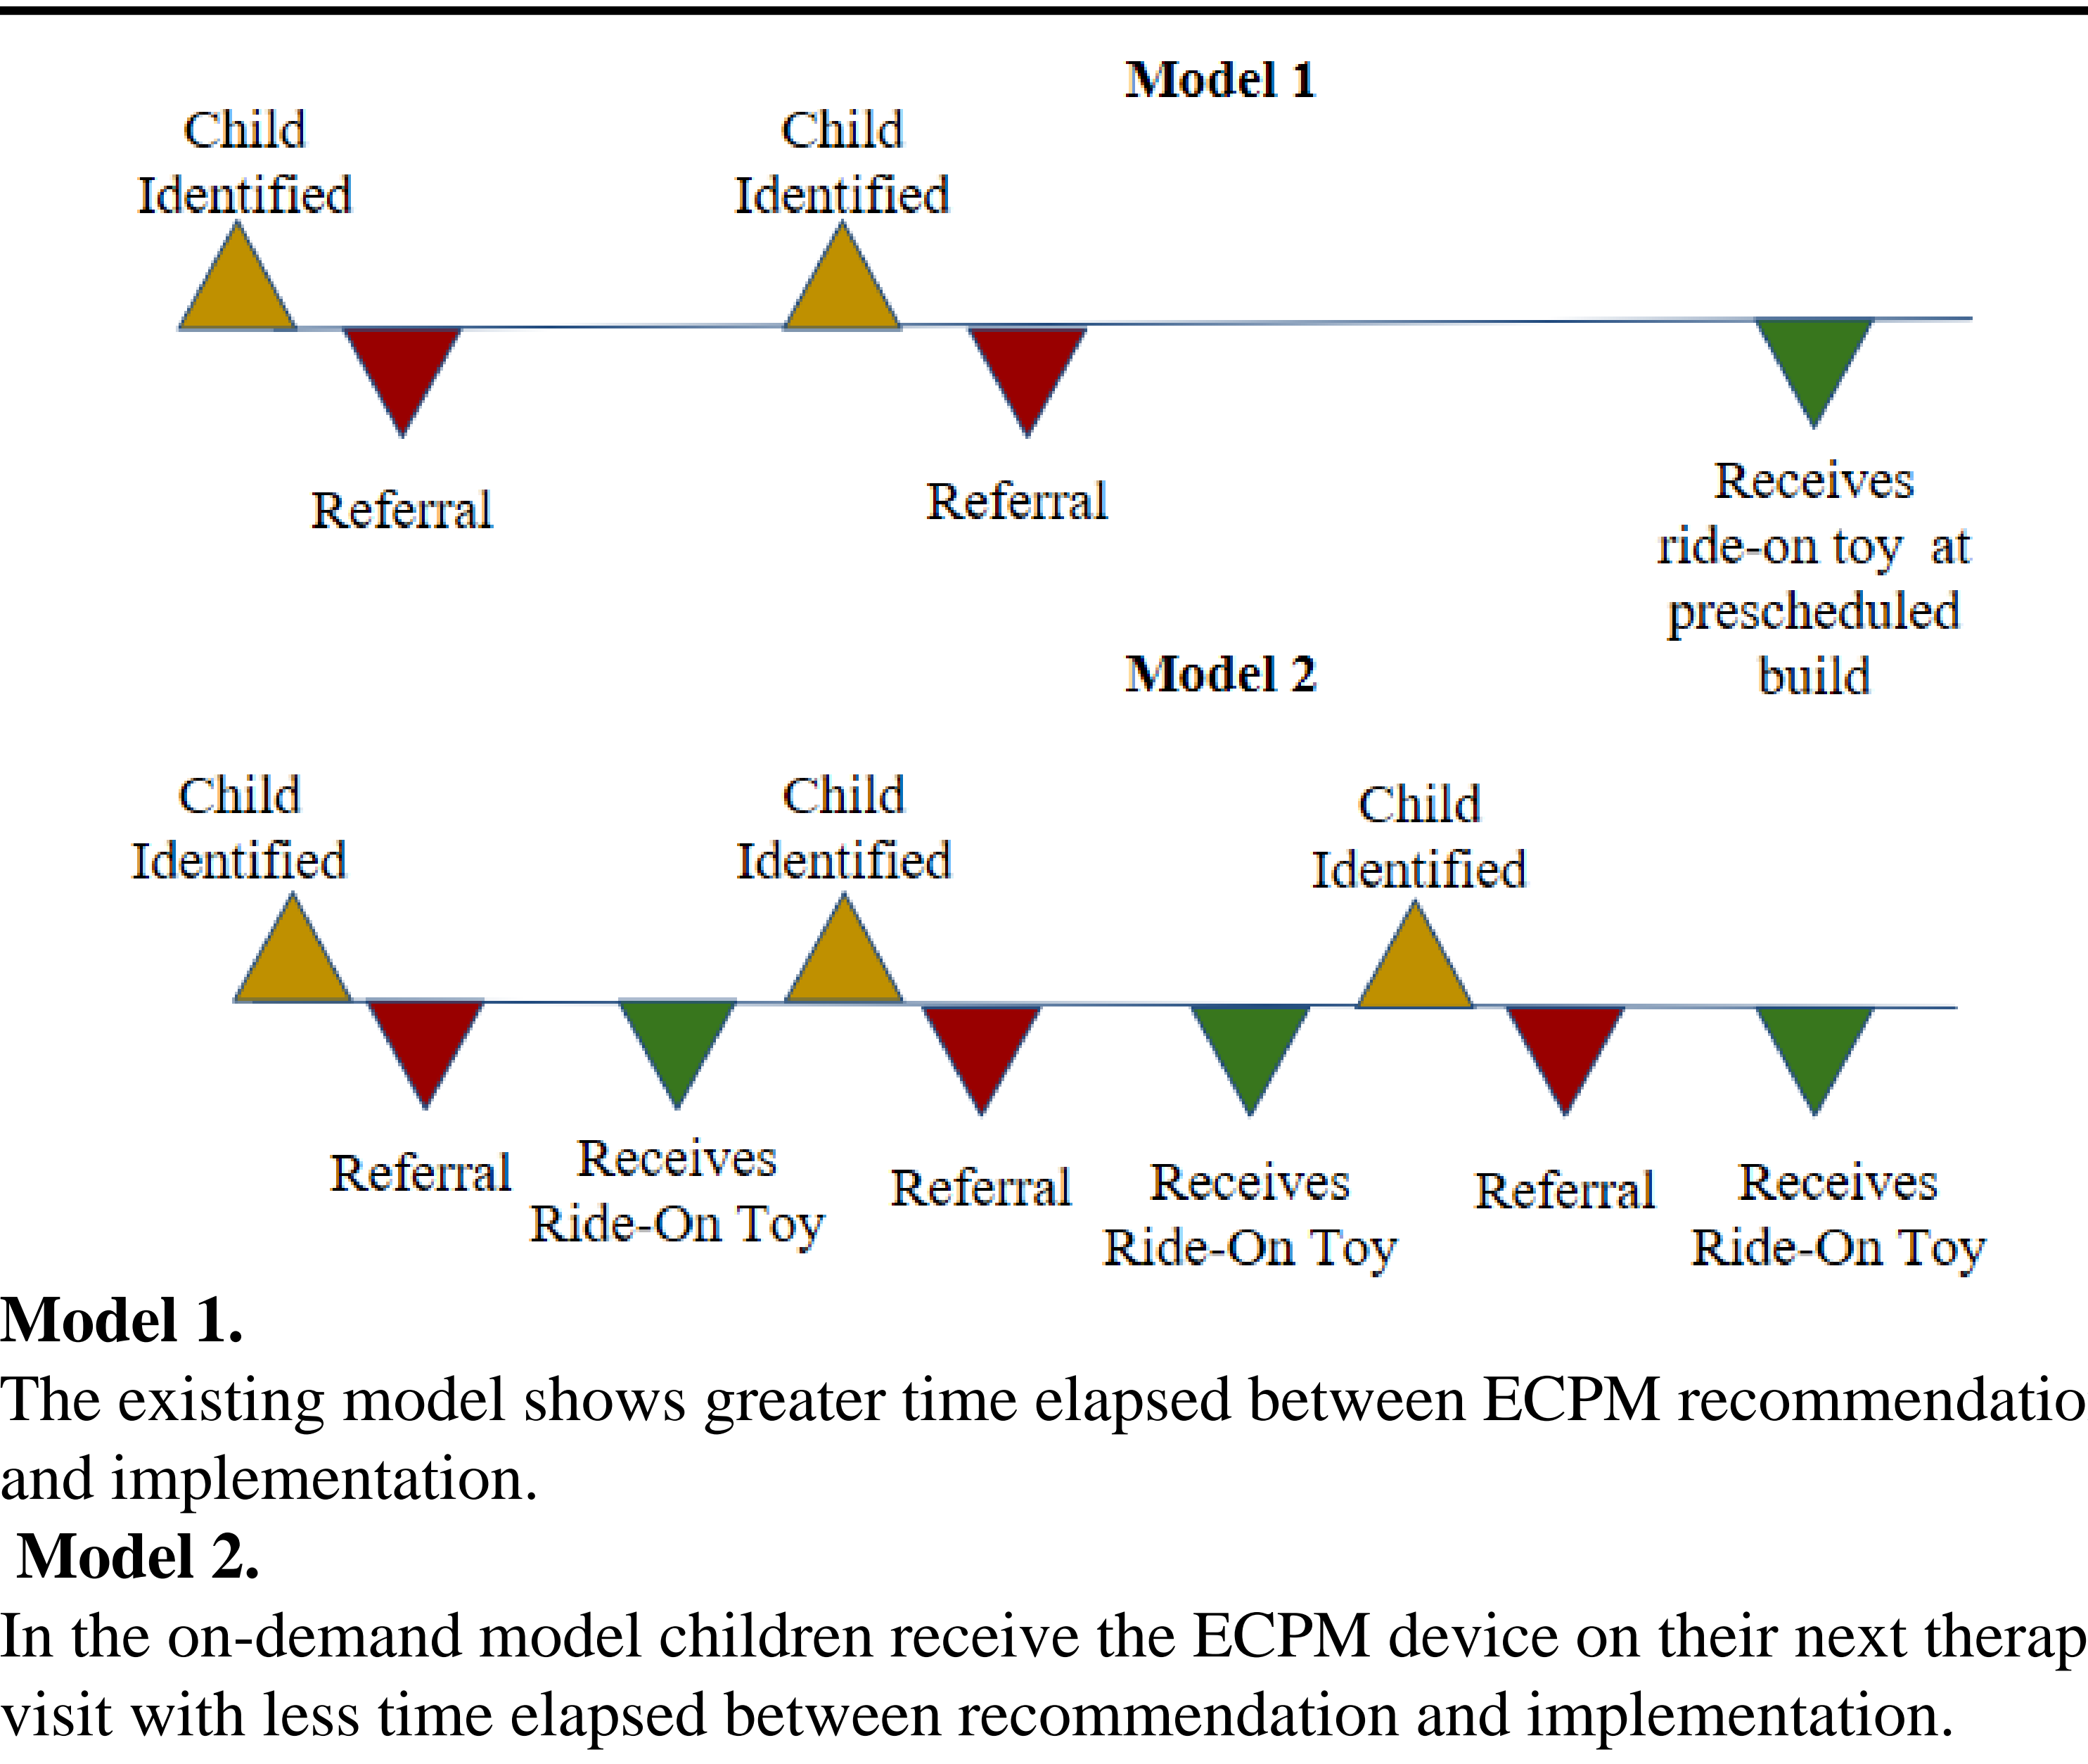 Model 1
Child
Identified
Child
Identified
Referral
Referral
Receives
ride-on toy at
prescheduled
build
Model 2
Child
Identified
Child
Identified
Child
Identified
Referral
Receives
Ride-On Toy
Referral
Receives
Ride-On Toy
Referral
Receives
Ride-On Toy
Model 1.
The existing model shows greater time elapsed between ECPM recommendatio
and implementation.
Model 2.
In the on-demand model children receive the ECPM device on their next therap
visit with less time elapsed between recommendation and implementation.